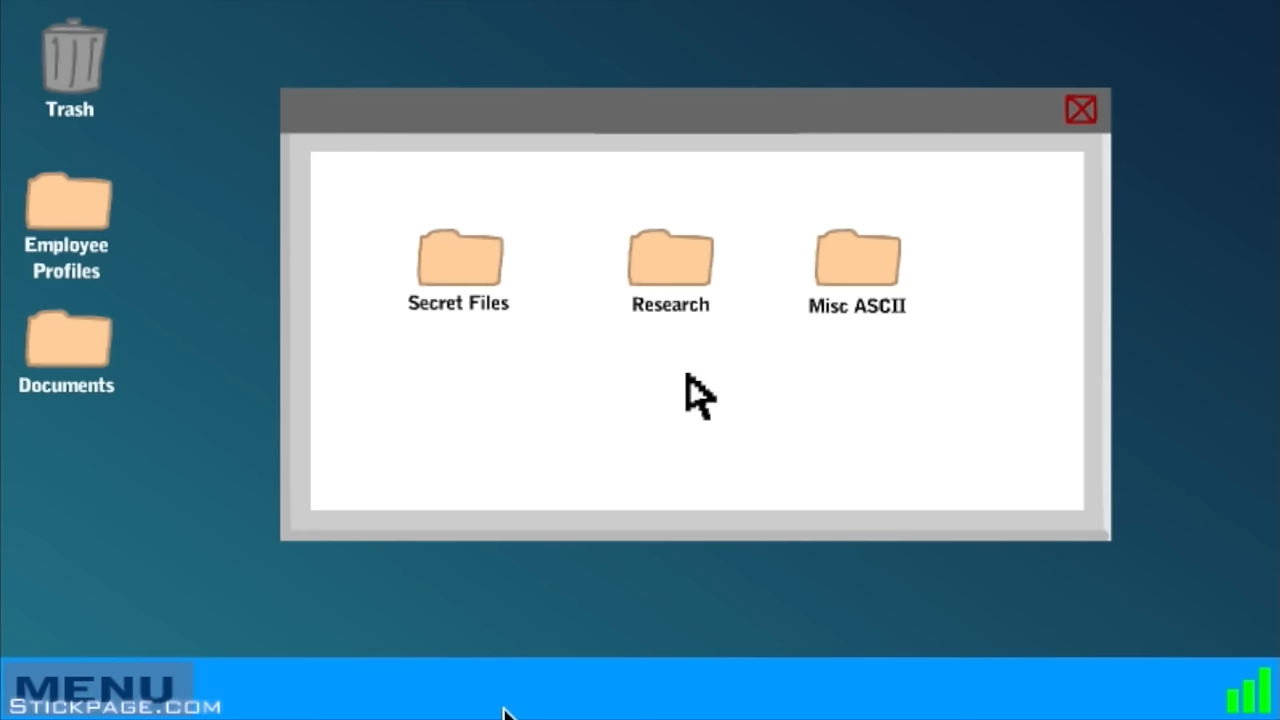 Trash
Employee
Profiles
Documents
Secret Files
Research
Misc ASCII
MENU
STICKPAGE.COM